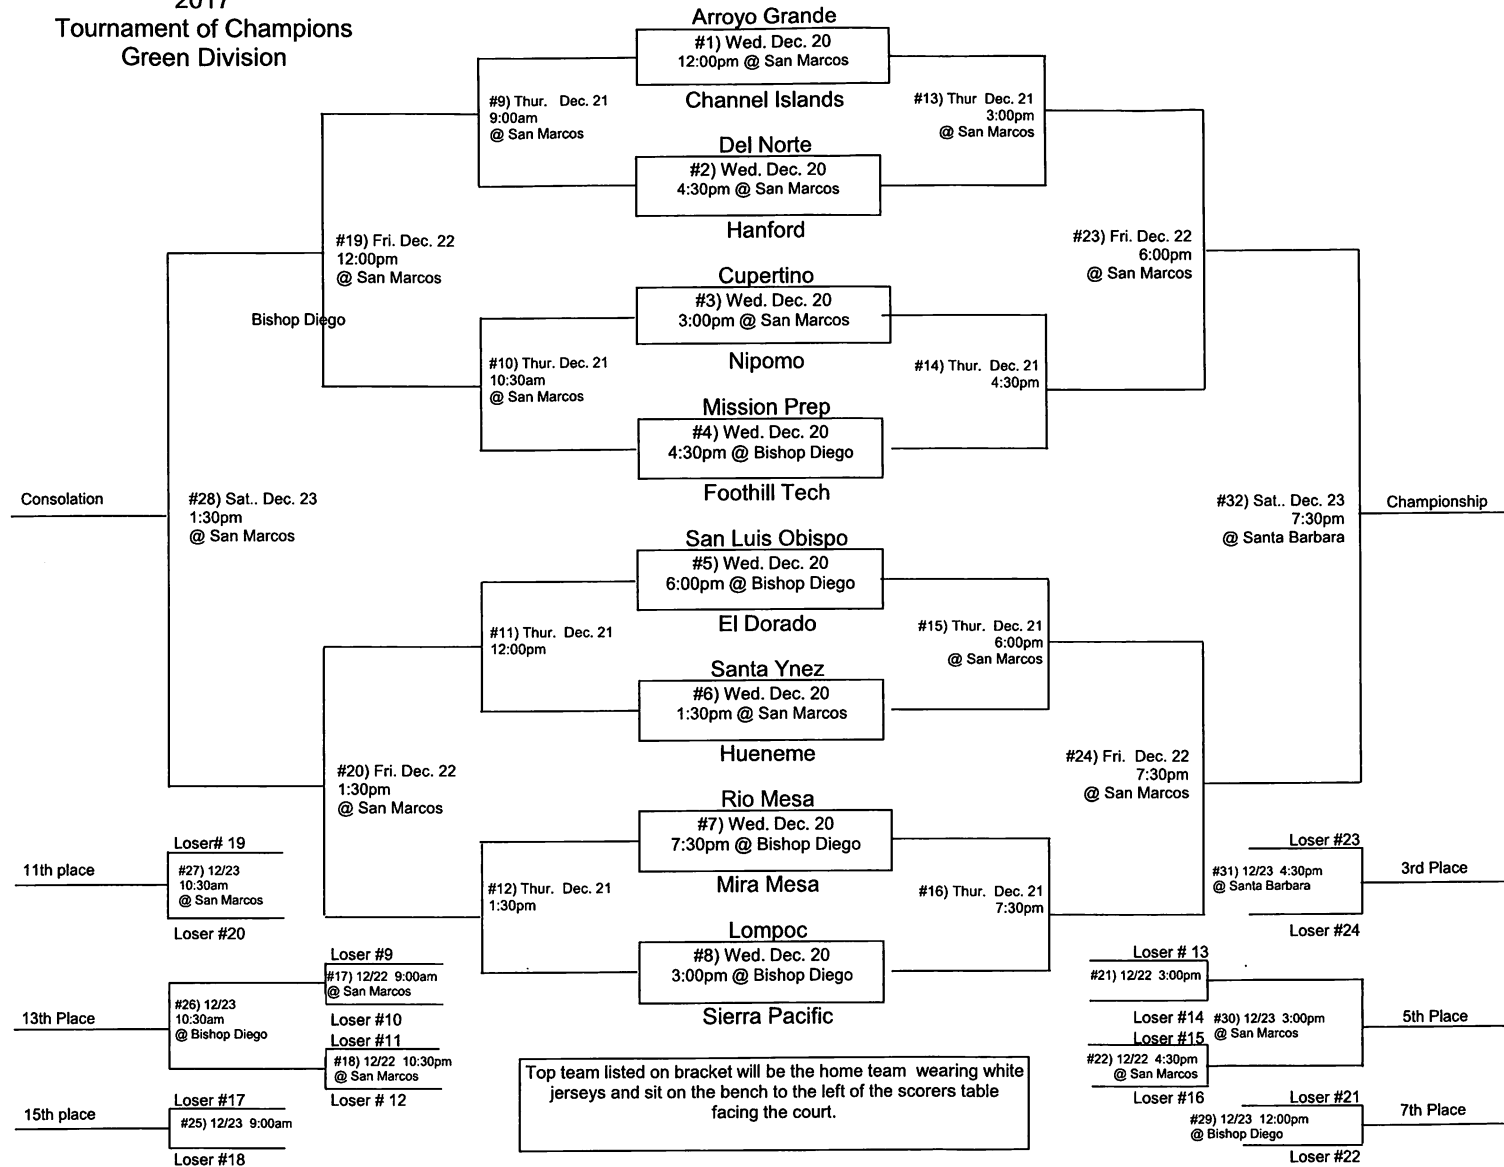 2017
Tournament of Champions
Green Division
Arroyo Grande
#1) Wed. Dec. 20
12:00pm @ San Marcos
Channel Islands
#9) Thur. Dec. 21
9:00am
@ San Marcos
#13) Thur Dec. 21
3:00pm
@ San Marcos
Del Norte
#2) Wed. Dec. 20
4:30pm @ San Marcos
Hanford
#19) Fri. Dec. 22
12:00pm
@ San Marcos
#23) Fri. Dec. 22
6:00pm
@ San Marcos
Bishop Diego
Cupertino
#3) Wed. Dec. 20
3:00pm @ San Marcos
Nipomo
#10) Thur. Dec. 21
10:30am
@ San Marcos
#14) Thur. Dec. 21
4:30pm
Mission Prep
#4) Wed. Dec. 20
4:30pm @ Bishop Diego
Foothill Tech
Consolation
#28) Sat.. Dec. 23
1:30pm
@ San Marcos
#32) Sat.. Dec. 23
7:30pm
@ Santa Barbara
Championship
San Luis Obispo
#5) Wed. Dec. 20
6:00pm @ Bishop Diego
El Dorado
#11) Thur. Dec. 21
12:00pm
#15) Thur. Dec. 21
6:00pm
@ San Marcos
Santa Ynez
#6) Wed. Dec. 20
1:30pm @ San Marcos
Hueneme
#20) Fri. Dec. 22
1:30pm
@ San Marcos
#24) Fri. Dec. 22
7:30pm
@ San Marcos
Rio Mesa
#7) Wed. Dec. 20
7:30pm @ Bishop Diego
Mira Mesa
#12) Thur. Dec. 21
1:30pm
#16) Thur. Dec. 21
7:30pm
Lompoc
#8) Wed. Dec. 20
3:00pm @ Bishop Diego
Sierra Pacific
Loser# 19
11th place
#27) 12/23
10:30am
@ San Marcos
Loser #20
Loser #23
#31) 12/23 4:30pm
@ Santa Barbara
3rd Place
Loser #24
Loser #9
#17) 12/22 9:00am
@ San Marcos
Loser #10
13th Place
#26) 12/23
10:30am
@ Bishop Diego
Loser #11
#18) 12/22 10:30pm
@ San Marcos
Loser # 12
Loser # 13
#21) 12/22 3:00pm
Loser #14
#30) 12/23 3:00pm
@ San Marcos
5th Place
Loser #15
#22) 12/22 4:30pm
@ San Marcos
Loser #16
15th place
Loser #17
#25) 12/23 9:00am
Loser #18
Loser #21
#29) 12/23 12:00pm
@ Bishop Diego
7th Place
Loser #22
Top team listed on bracket will be the home team wearing white
jerseys and sit on the bench to the left of the scorers table
facing the court.